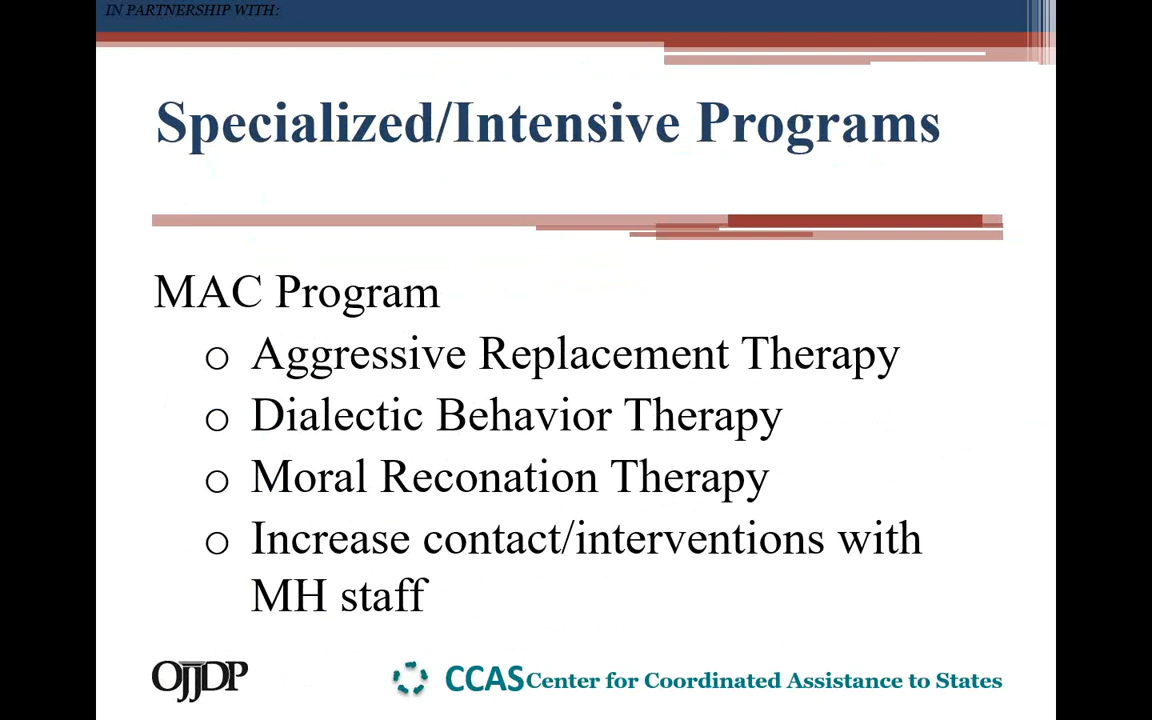 IN PARTNERSHIP WITH:
Specialized/Intensive Programs
MAC Program
o Aggressive Replacement Therapy
o Dialectic Behavior Therapy
o Moral Reconation Therapy
o Increase contact/interventions with
MH staff
OJJDP
CCAS Center for Coordinated Assistance to States